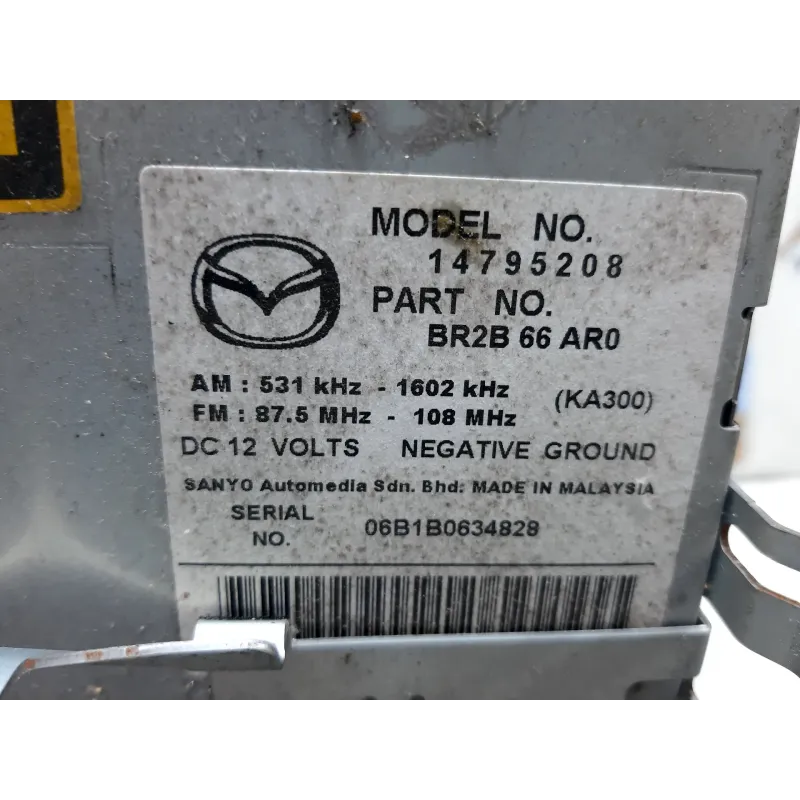 MODEL NO.
14795208
PART NO.
BR2B 66 AR0
AM : 531 kHz - 1602 kHz (KA300)
FM : 87.5 MHz - 108 MHz
DC 12 VOLTS NEGATIVE GROUND
SANYO Automedia Sdn. Bhd: MADE IN MALAYSIA
SERIAL
NO. 06B1B0634828